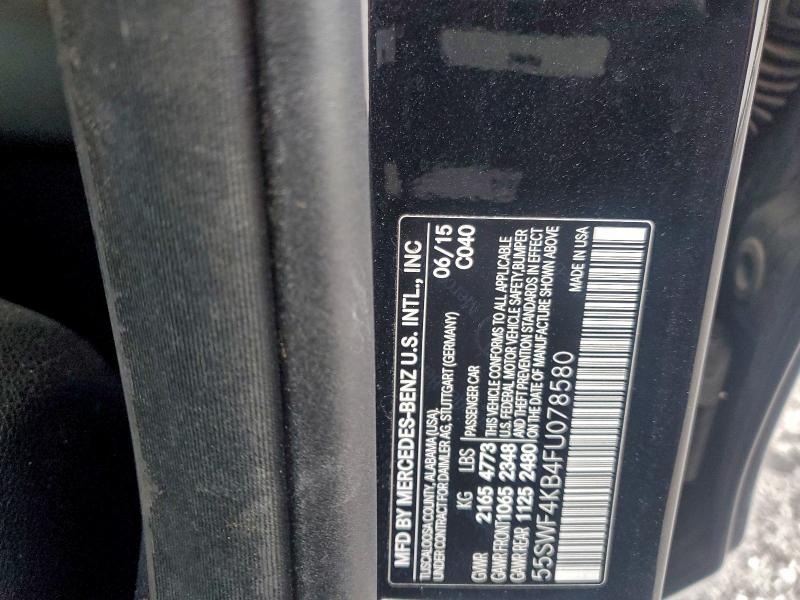 MFD BY MERCEDES-BENZ U.S. INTL., INC
TUSCALOOSA COUNTY, ALABAMA (USA),
UNDER CONTRACT FOR DAIMLER AG, STUTTGART (GERMANY)
06/15
C040
KG LBS PASSENGER CAR
GVWR 2165 4773 THIS VEHICLE CONFORMS TO ALL APPLICABLE
GAWR FRONT 1065 2348 U.S. FEDERAL MOTOR VEHICLE SAFETY, BUMPER
GAWR REAR 1125 2480 AND THEFT PREVENTION STANDARDS IN EFFECT
ON THE DATE OF MANUFACTURE SHOWN ABOVE
55SWF4KB4FU078580 MADE IN USA